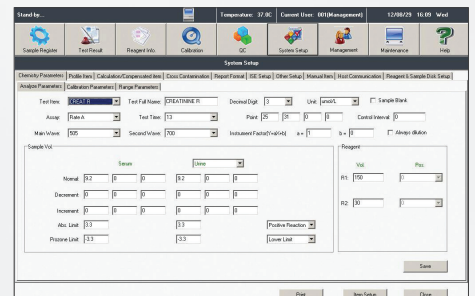 Stand-by... Temperature: 37.0C Current User: 001(Management) 12/08/29 16:09 Wed
Sample Register Test Result Reagent Info. Calibration QC System Setup Management Maintenance Help
System Setup
Chemistry Parameters Profile Item Calculation/Compensated item Cross Contamination Report Format ISE Setup Other Setup Manual Item Host Communication Reagent & Sample Disk Setup
Analysis Parameters Calibration Parameters Range Parameters
Test Item: CREAT R Test Full Name: CREATININE R Decimal Digit 3 Unit: umol/L Sample Blank
Assay: Rate A Test Time: 13 Point 25 31 0 0 Control Interval: 0
Main Wave: 505 Second Wave: 700 Instrument Factor(Y=aX+b) a = 1 b = 0 Always dilution
Sample Vol. Reagent
Serum Urine Vol. Pos.
Normal: 9.2 0 0 9.2 0 0 R1: 150 0
Decrement: 0 0 0 0 0 0
Increment: 0 0 0 0 0 0 R2: 30 0
Abs. Limit 3.3 3.3 Positive Reaction
Prozone Limit -3.3 -3.3 Lower Limit
Save
Print Item Setup Close